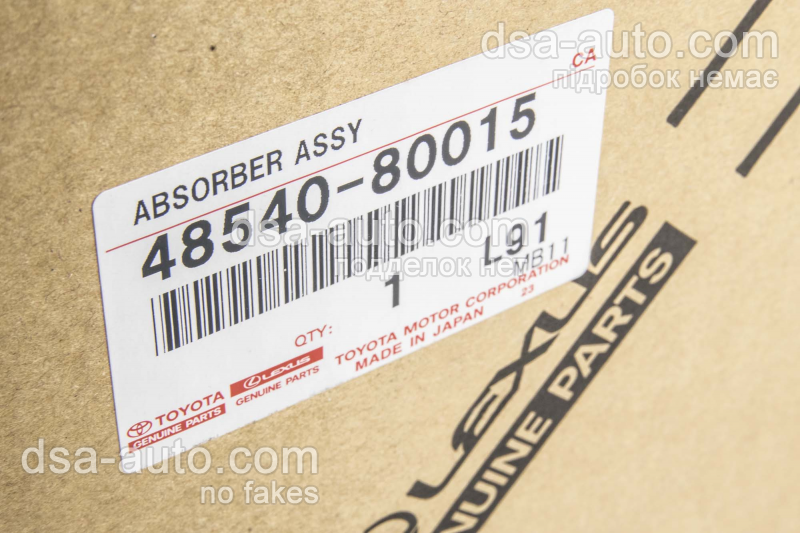 dsa-auto.com
підробок немає
CA
ABSORBER ASSY
48540-80015
dsa-auto.com
подделок немає
1
L91
MB11
QTY:
TOYOTA MOTOR CORPORATION
MADE IN JAPAN
23
TOYOTA
GENUINE PARTS
LEXUS
GENUINE PARTS
LEXUS
NUINE PARTS
dsa-auto.com
no fakes